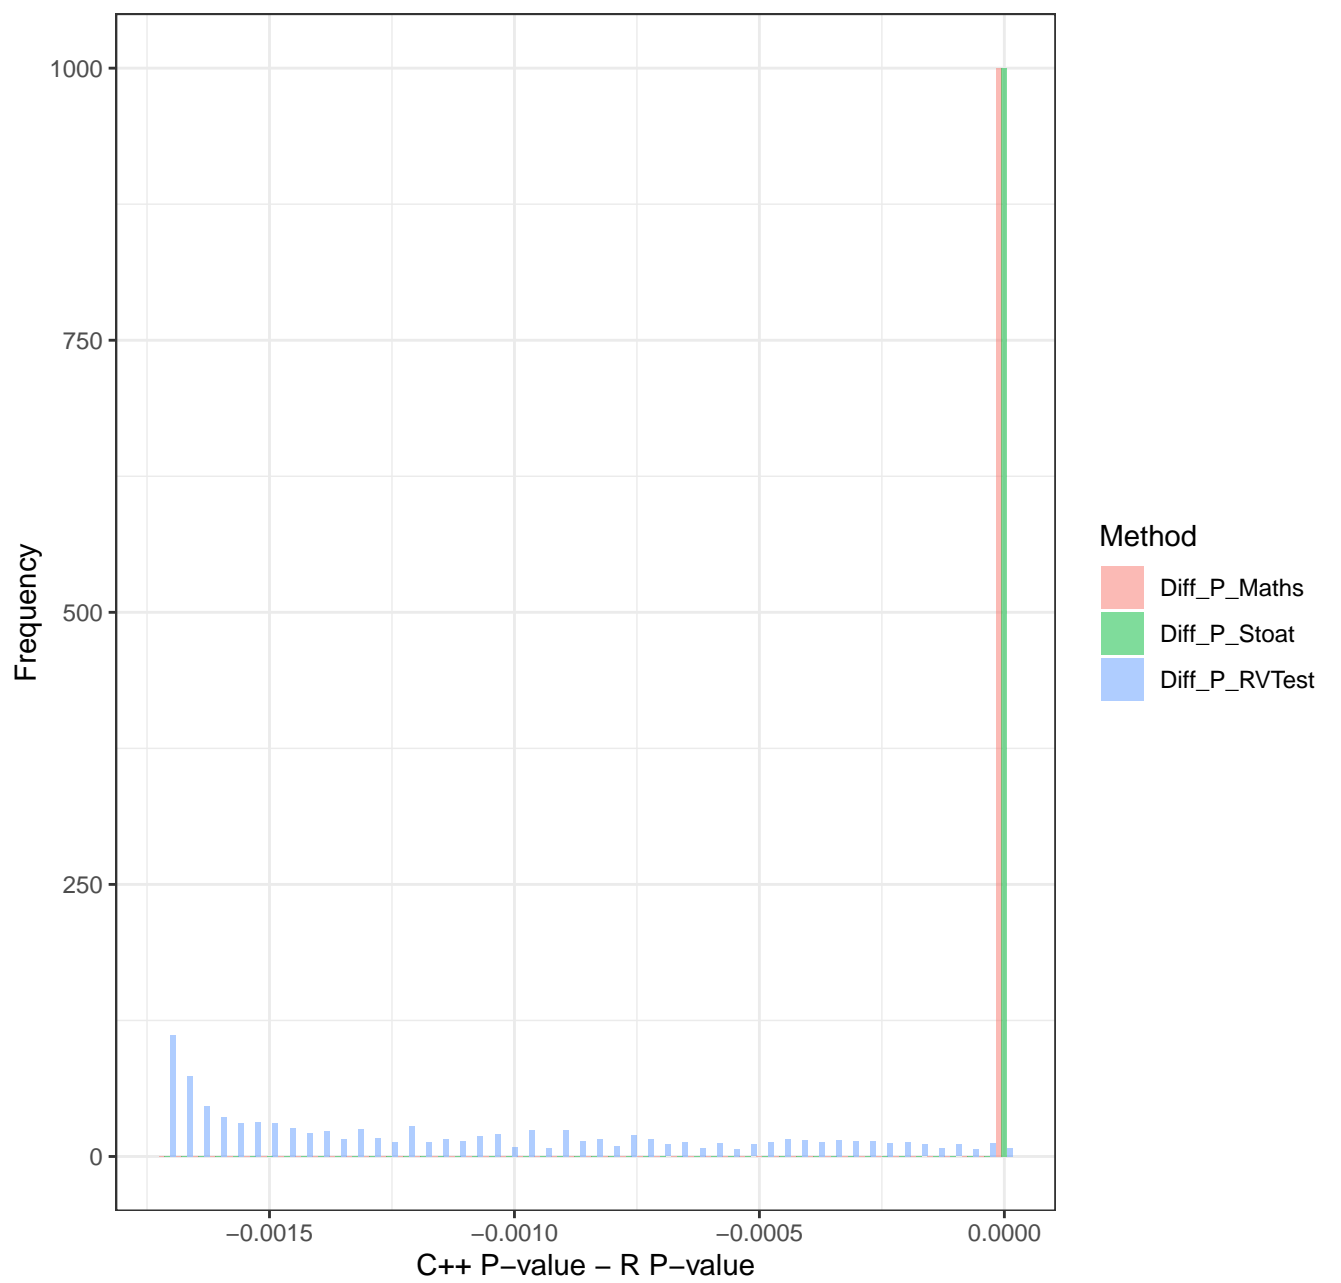 1000
750
500
250
0
Frequency
−0.0015
−0.0010
−0.0005
0.0000
C++ P−value − R P−value
Method
Diff_P_Maths
Diff_P_Stoat
Diff_P_RVTest